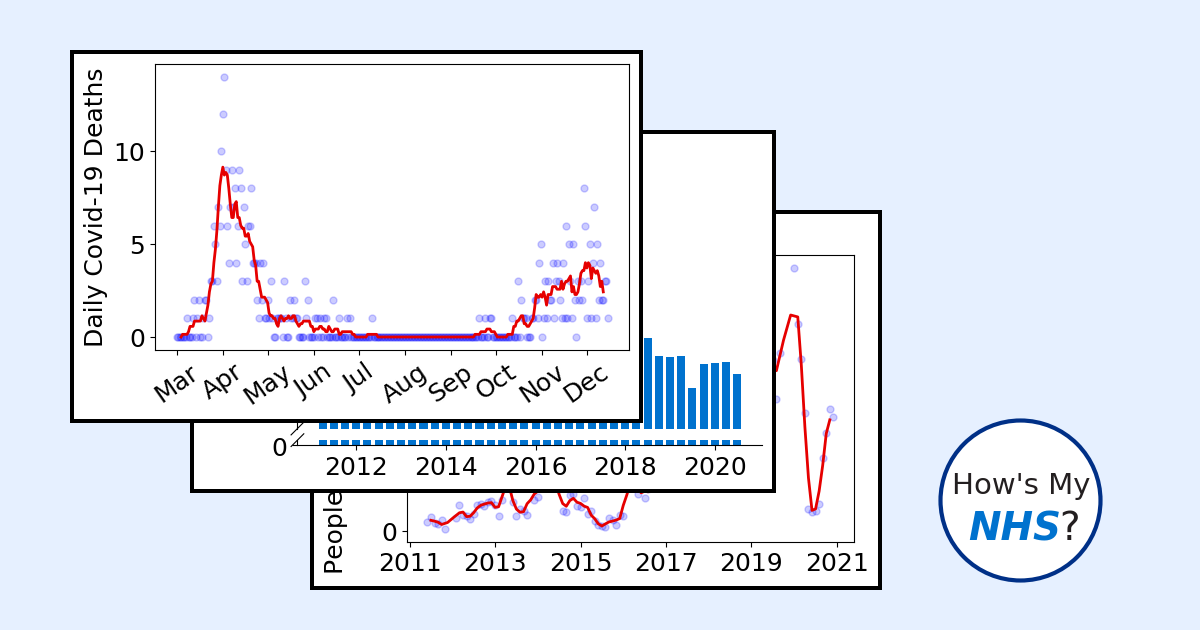 Daily Covid-19 Deaths
10
5
0
Mar Apr May Jun Jul Aug Sep Oct Nov Dec
0
2012 2014 2016 2018 2020
People
0
2011 2013 2015 2017 2019 2021
How's My
NHS?